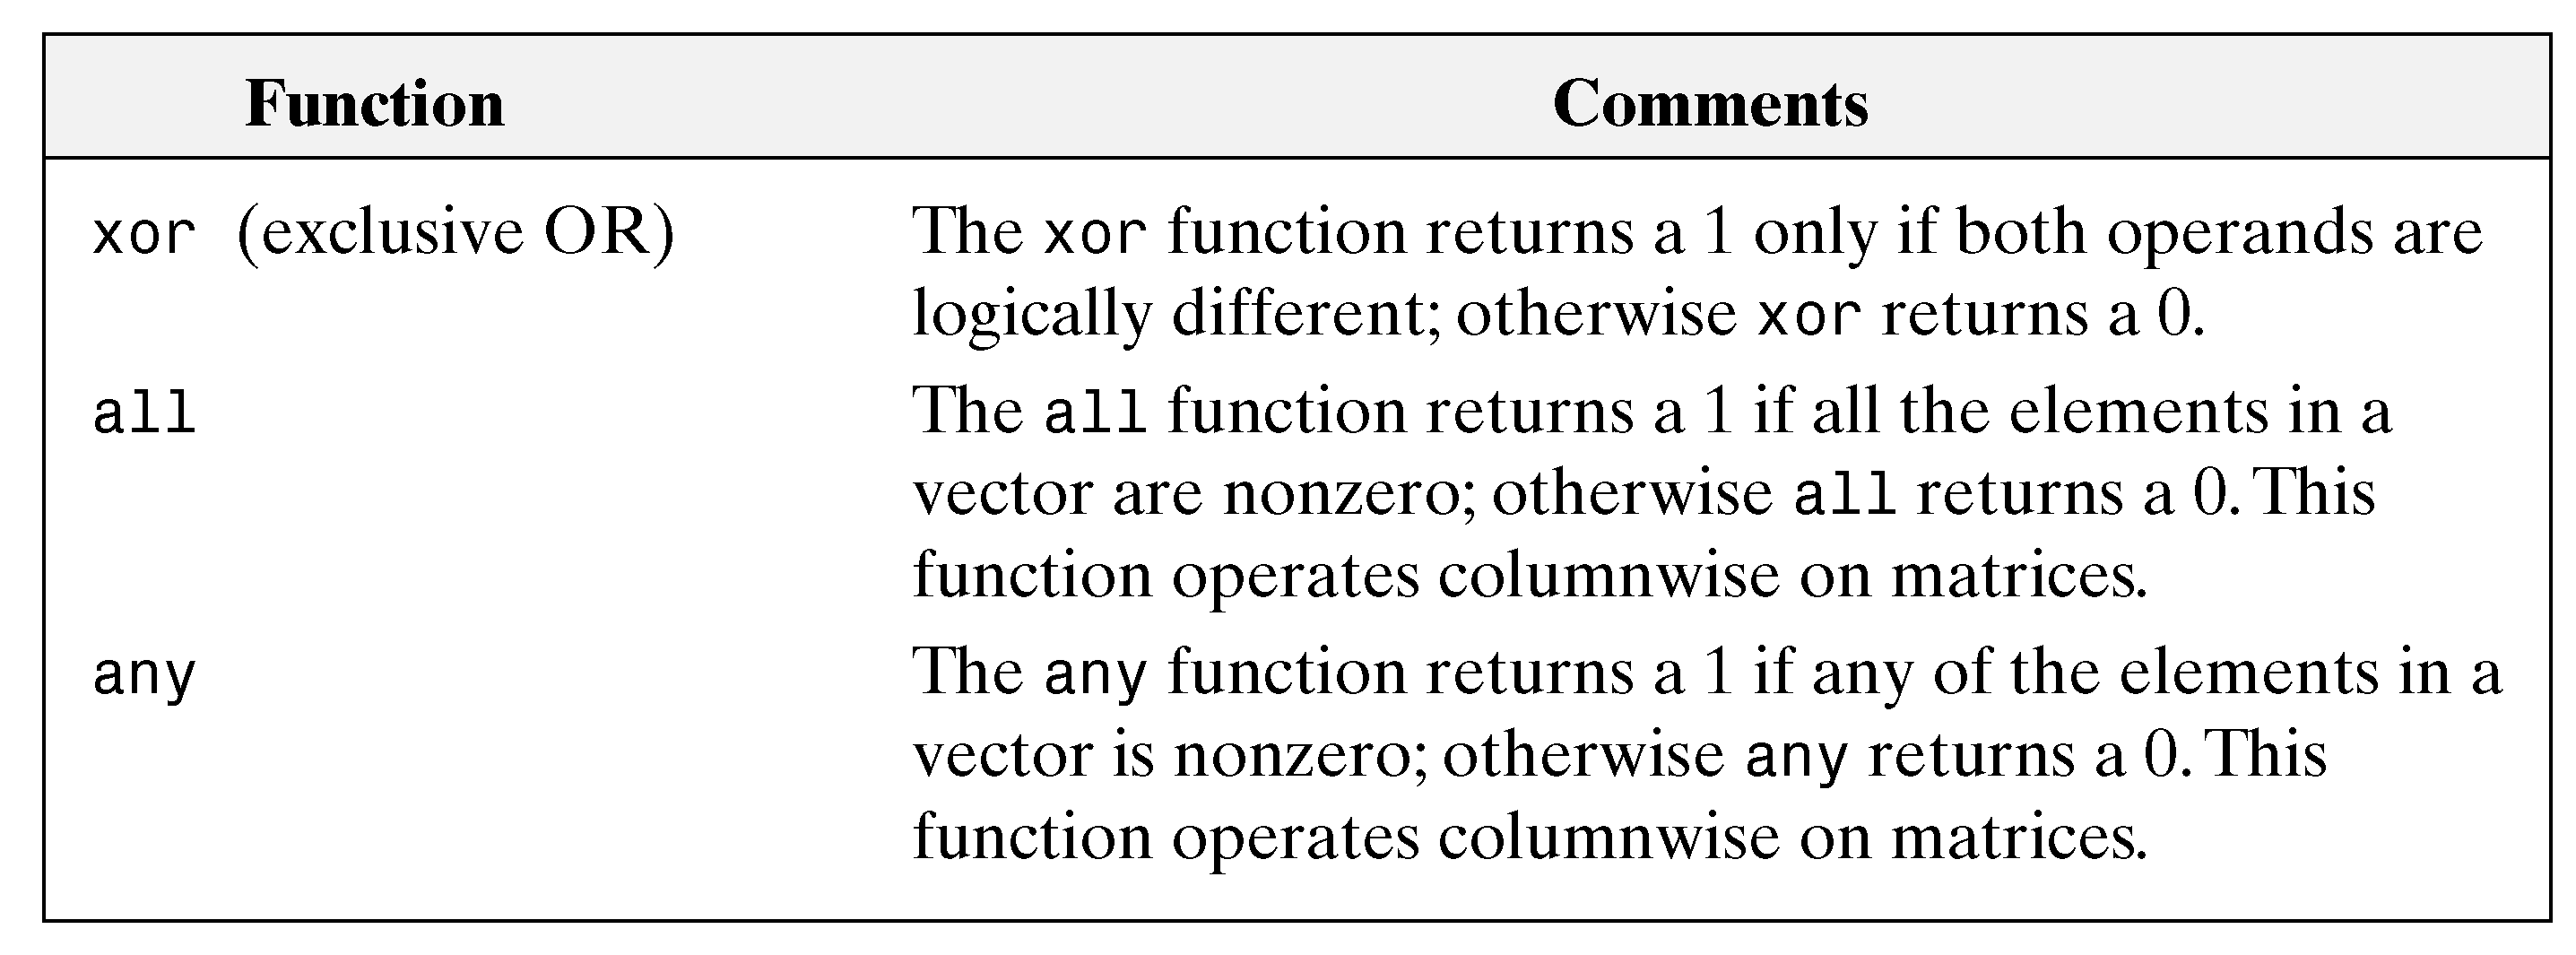 Function Comments
xor (exclusive OR) The xor function returns a 1 only if both operands are
logically different; otherwise xor returns a 0.
all The all function returns a 1 if all the elements in a
vector are nonzero; otherwise all returns a 0. This
function operates columnwise on matrices.
any The any function returns a 1 if any of the elements in a
vector is nonzero; otherwise any returns a 0. This
function operates columnwise on matrices.